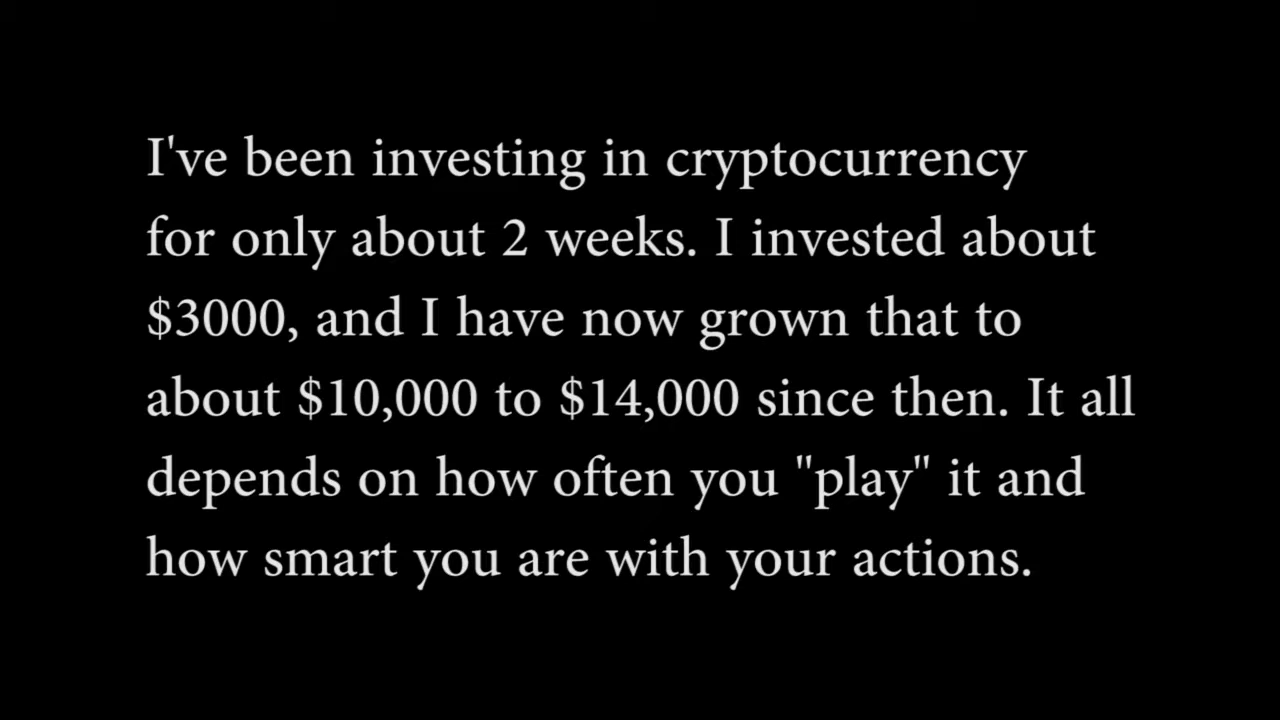 I've been investing in cryptocurrency
for only about 2 weeks. I invested about
$3000, and I have now grown that to
about $10,000 to $14,000 since then. It all
depends on how often you "play" it and
how smart you are with your actions.